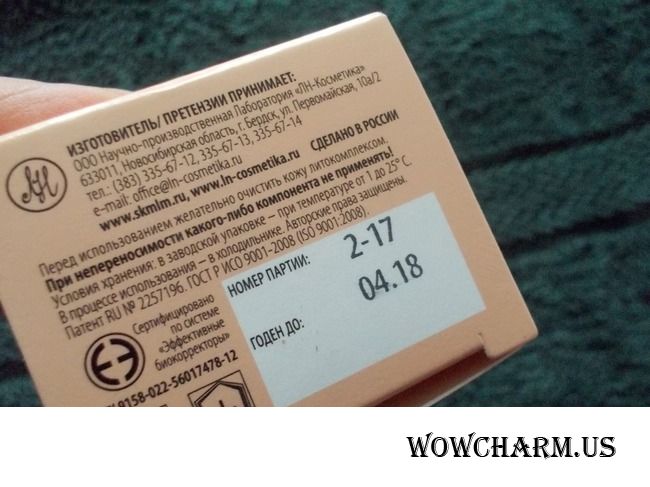 ИЗГОТОВИТЕЛЬ/ ПРЕТЕНЗИИ ПРИНИМАЕТ:
ООО Научно-производственная Лаборатория «ЛН-Косметика»
633011, Новосибирская область, г. Бердск, ул. Первомайская, 10а/2
тел.: (383) 335-67-12, 335-67-13, 335-67-14
e-mail: office@ln-cosmetika.ru
www.skmlm.ru, www.ln-cosmetika.ru СДЕЛАНО В РОССИИ
ЛН
Перед использованием желательно очистить кожу литокомплексом.
При непереносимости какого-либо компонента не применять!
Условия хранения: в заводской упаковке – при температуре от 1 до 25° С.
В процессе использования – в холодильнике. Авторские права защищены.
Патент RU № 2257196. ГОСТ Р ИСО 9001-2008 (ISO 9001:2008).
Сертифицировано
по системе
«Эффективные
биокорректоры»
НОМЕР ПАРТИИ: 2-17
ГОДЕН ДО: 04.18
9158-022-56017478-12
WOWCHARM.US